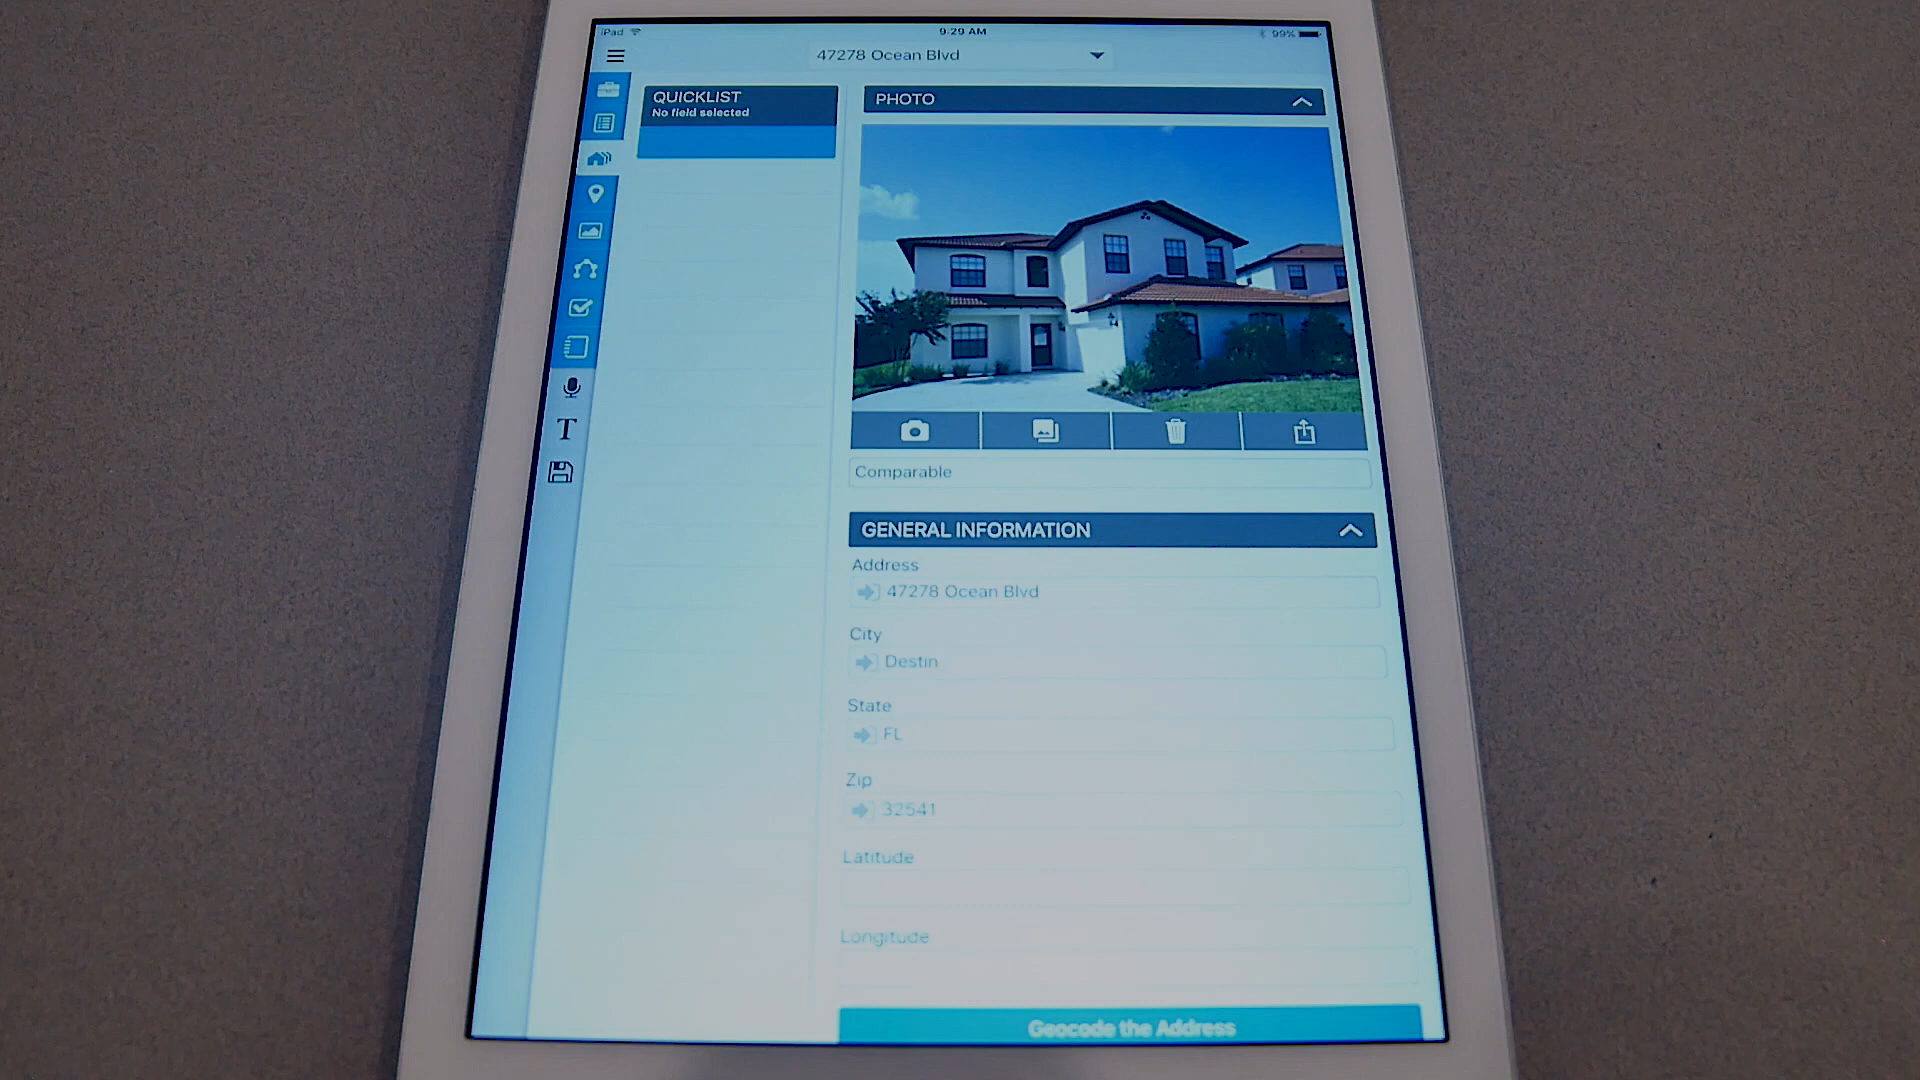 iPad
9:29 AM
99%
47278 Ocean Blvd
QUICKLIST
No field selected
PHOTO
T
Comparable
GENERAL INFORMATION
Address
47278 Ocean Blvd
City
Destin
State
FL
Zip
32541
Latitude
Longitude
Geocode the Address